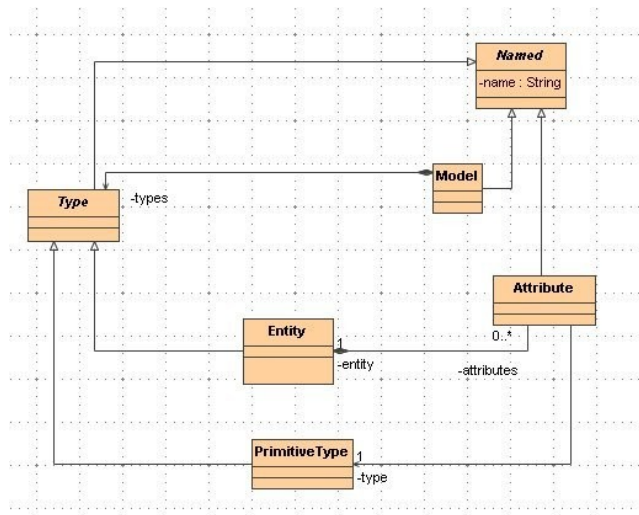 Named
-name : String
Model
Type
-types
Attribute
0..*
Entity
1
-entity
-attributes
PrimitiveType
1
-type